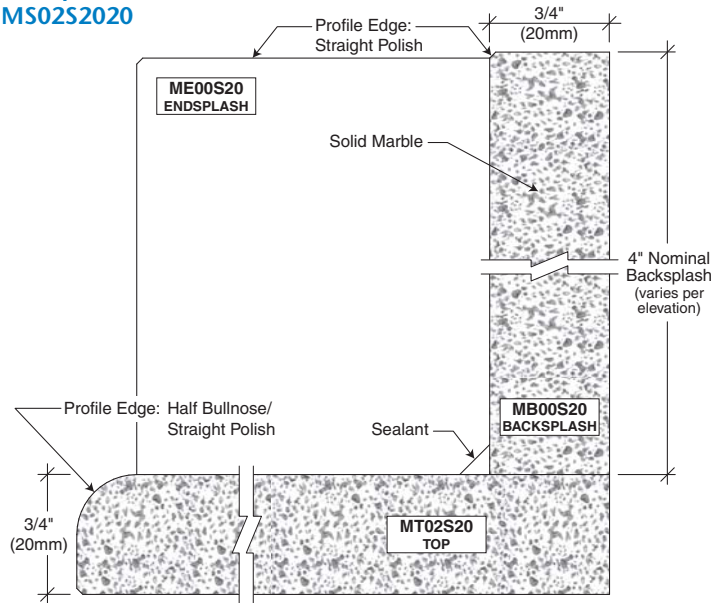 MS02S2020
Profile Edge:
Straight Polish
3/4"
(20mm)
ME00S20
ENDSPLASH
Solid Marble
4" Nominal
Backsplash
(varies per
elevation)
Profile Edge: Half Bullnose/
Straight Polish
Sealant
MB00S20
BACKSPLASH
3/4"
(20mm)
MT02S20
TOP